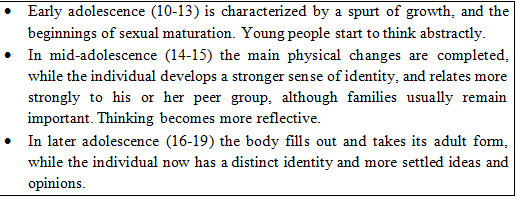 • Early adolescence (10-13) is characterized by a spurt of growth, and the
beginnings of sexual maturation. Young people start to think abstractly.
• In mid-adolescence (14-15) the main physical changes are completed,
while the individual develops a stronger sense of identity, and relates more
strongly to his or her peer group, although families usually remain
important. Thinking becomes more reflective.
• In later adolescence (16-19) the body fills out and takes its adult form,
while the individual now has a distinct identity and more settled ideas and
opinions.